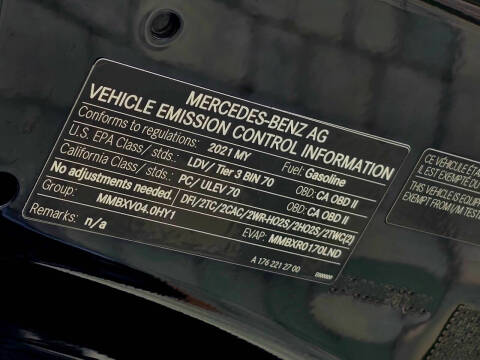 MERCEDES-BENZ AG
VEHICLE EMISSION CONTROL INFORMATION
Conforms to regulations: 2021 MY Fuel: Gasoline
U.S. EPA Class / stds.: LDV/ Tier 3 BIN 70 OBD: CA OBD II
California Class / stds.: PC/ ULEV 70 OBD: CA OBD II
No adjustments needed. DFI/2TC/2CAC/2WR-HO2S/2HO2S/2TWC(2)
Group: MMBXV04.0HY1 EVAP: MMBXR0170LND
Remarks: n/a
A 176 221 27 00
CE VÉHICULE ÉTA
IL EST EXEMPTÉ DU
THIS VEHICLE IS EQUIP
EXEMPT FROM I/M TEST